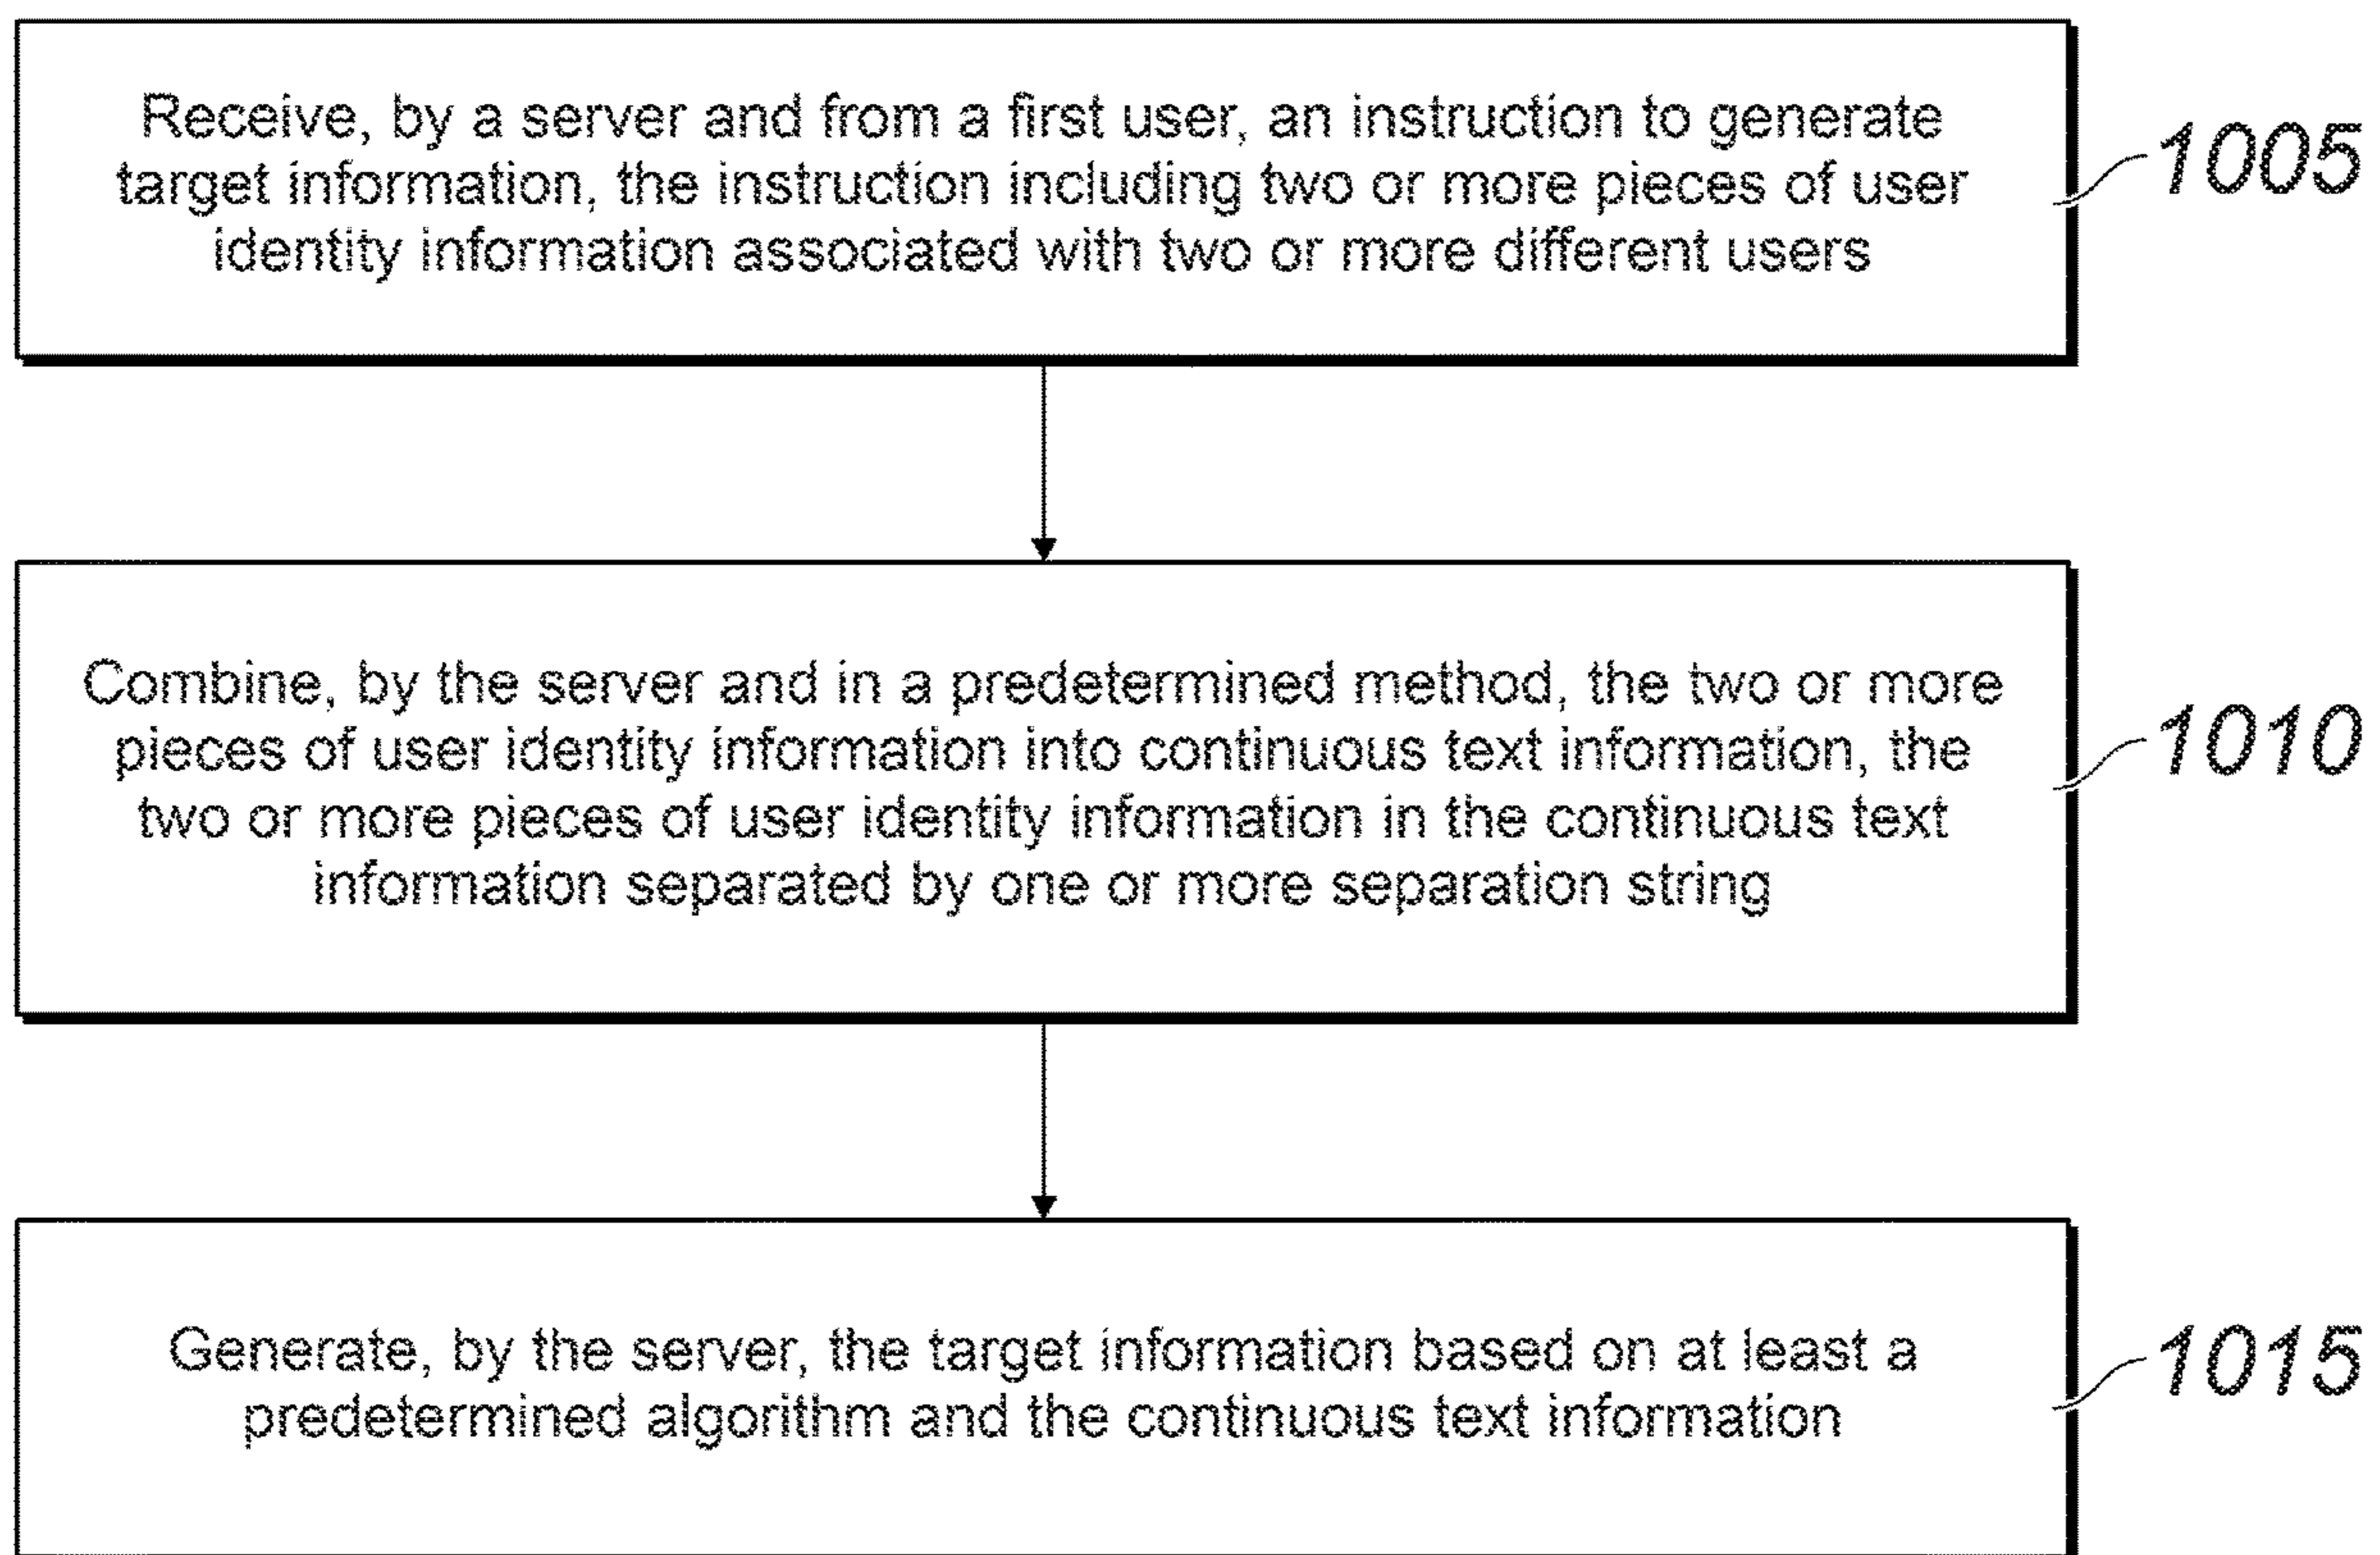 Receive, by a server and from a first user, an instruction to generate
target information, the instruction including two or more pieces of user
identity information associated with two or more different users
1005
Combine, by the server and in a predetermined method, the two or more
pieces of user identity information into continuous text information, the
two or more pieces of user identity information in the continuous text
information separated by one or more separation string
1010
Generate, by the server, the target information based on at least a
predetermined algorithm and the continuous text information
1015